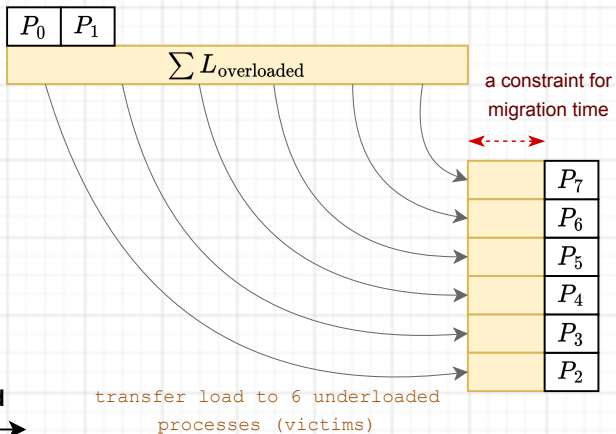 P0 P1
∑ Loverloaded
a constraint for
migration time
P7
P6
P5
P4
P3
P2
transfer load to 6 underloaded
processes (victims)